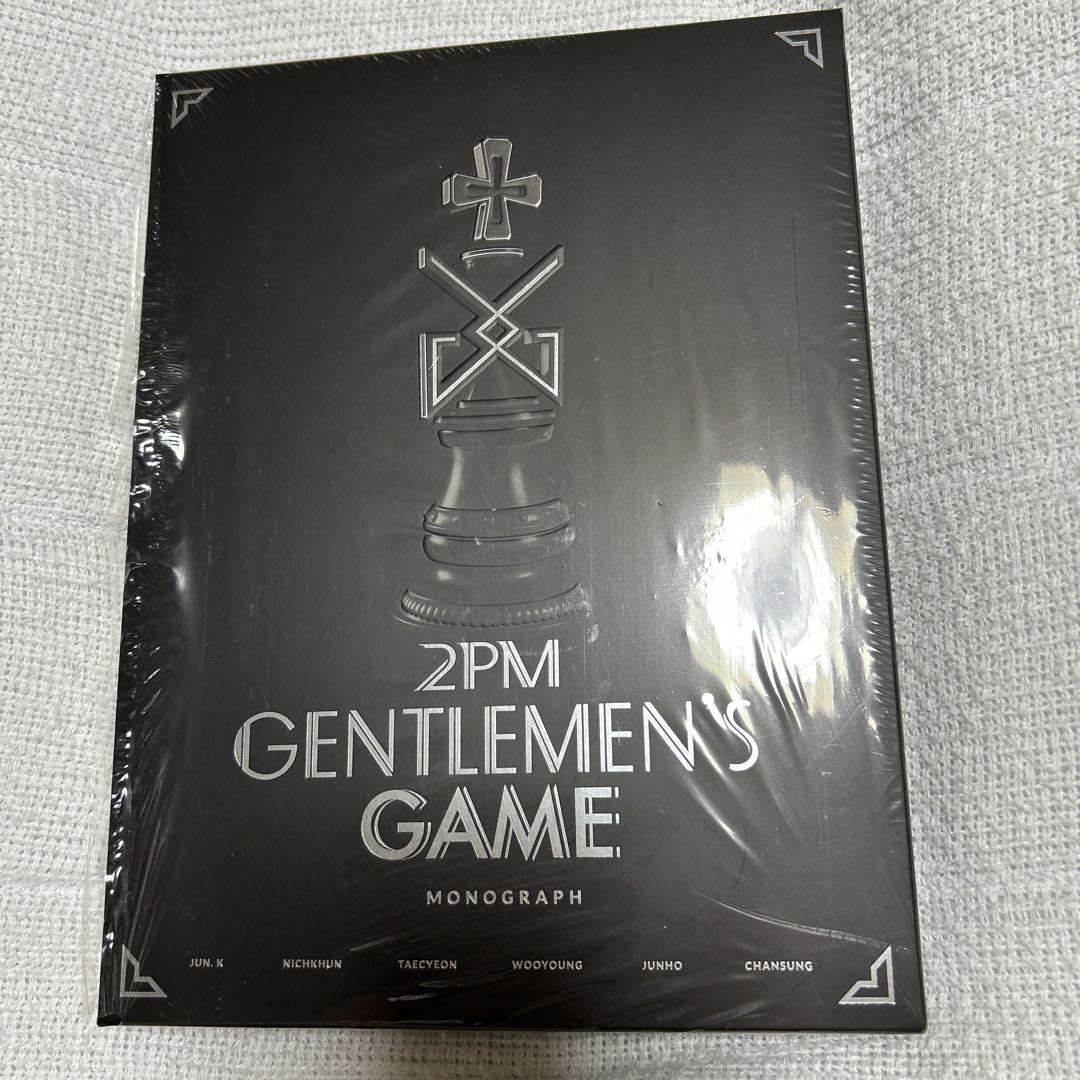 2PM
GENTLEMEN'S
GAME
MONOGRAPH
JUN. K NICHKHUN TAECYEON WOOYOUNG JUNHO CHANSUNG